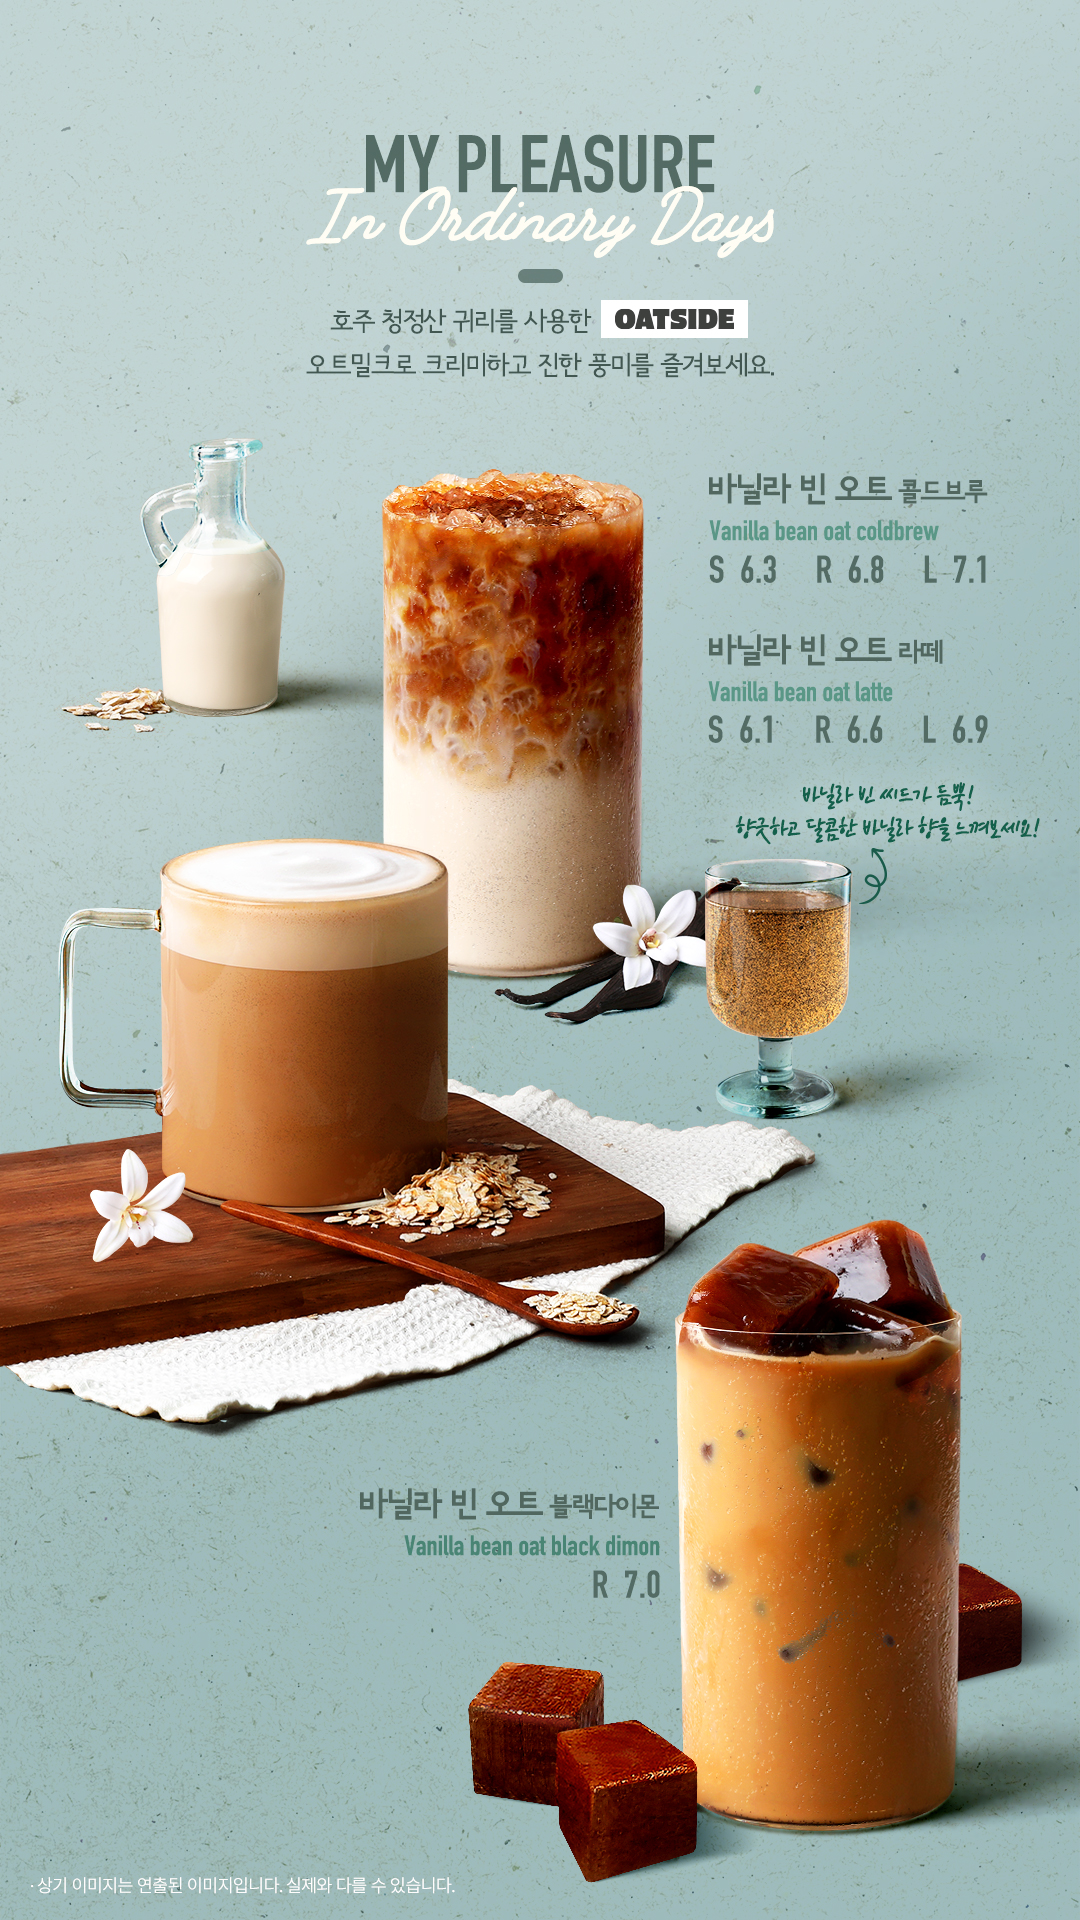 MY PLEASURE
In Ordinary Days
호주 청정산 귀리를 사용한 OATSIDE
오트밀크로 크리미하고 진한 풍미를 즐겨보세요.
바닐라 빈 오트 콜드브루
Vanilla bean oat coldbrew
S 6.3 R 6.8 L 7.1
바닐라 빈 오트 라떼
Vanilla bean oat latte
S 6.1 R 6.6 L 6.9
바닐라 빈 씨드가 듬뿍!
향긋하고 달콤한 바닐라 향을 느껴보세요!
바닐라 빈 오트 블랙다이몬
Vanilla bean oat black dimon
R 7.0
· 상기 이미지는 연출된 이미지입니다. 실제와 다를 수 있습니다.